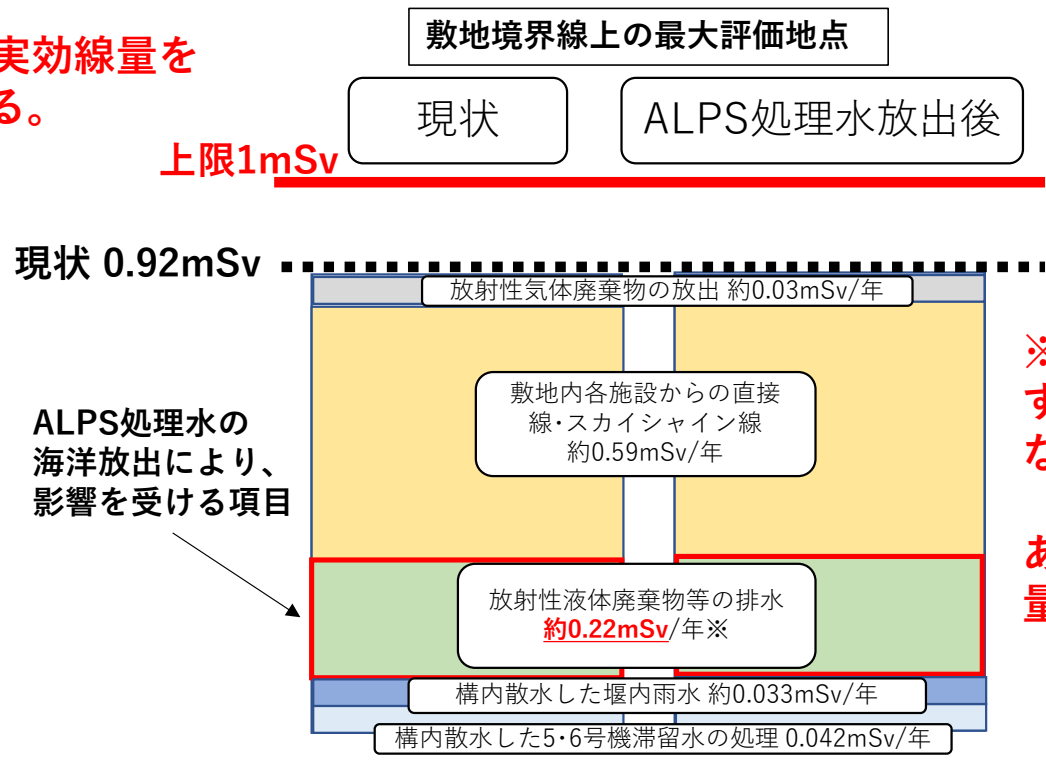 実効線量を
る。
敷地境界線上の最大評価地点
現状
ALPS処理水放出後
上限1mSv
現状 0.92mSv
放射性気体廃棄物の放出 約0.03mSv/年
敷地内各施設からの直接
線・スカイシャイン線
約0.59mSv/年
ALPS処理水の
海洋放出により、
影響を受ける項目
放射性液体廃棄物等の排水
約0.22mSv/年※
構内散水した堰内雨水 約0.033mSv/年
構内散水した5・6号機滞留水の処理 0.042mSv/年
※
す
な
あ
量